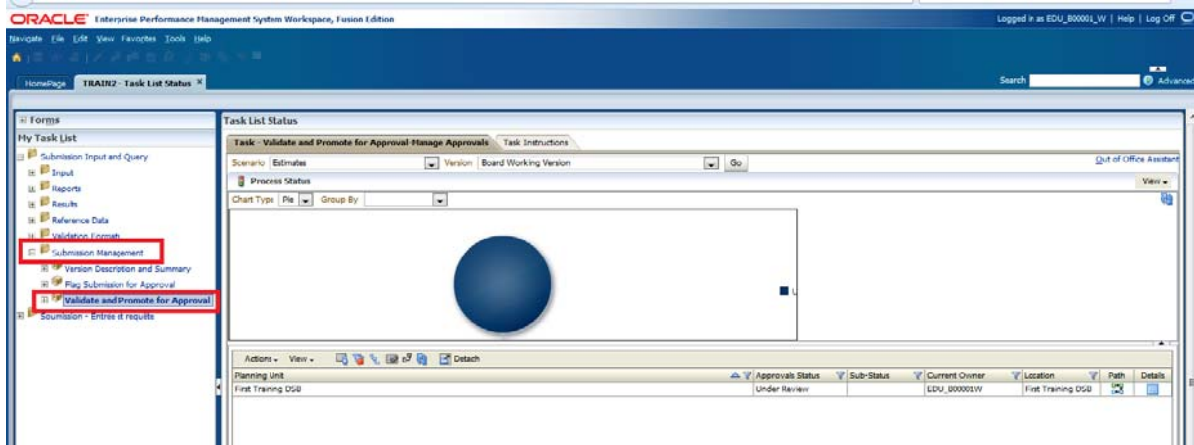 ORACLE Enterprise Performance Management System Workspace, Fusion Edition
Logged in as EDU_B00001_W | Help | Log Off
Navigate File Edit View Favorites Tools Help
HomePage TRAIN2 - Task List Status
Search Advanced
Forms
My Task List
Submission Input and Query
Input
Reports
Results
Reference Data
Validation Formats
Submission Management
Version Description and Summary
Flag Submission for Approval
Validate and Promote for Approval
Soumission - Entrée et requête
Task List Status
Task - Validate and Promote for Approval-Manage Approvals Task Instructions
Scenario Estimates Version Board Working Version Go
Out of Office Assistant
Process Status View
Chart Type Pie Group By
U
Actions View Detach
Planning Unit Approvals Status Sub-Status Current Owner Location Path Details
First Training DSB Under Review EDU_B00001W First Training DSB